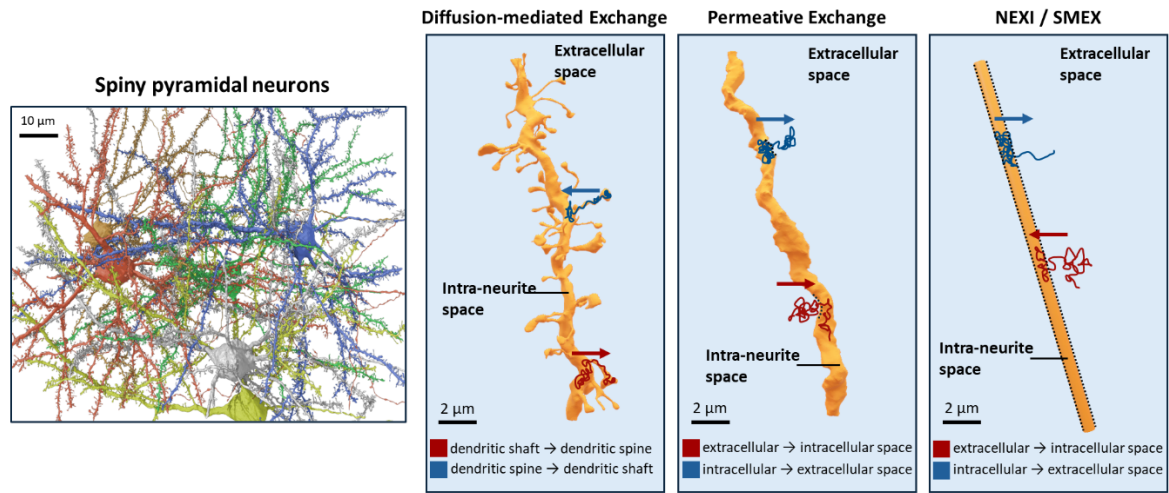 Spiny pyramidal neurons
10 μm
Diffusion-mediated Exchange
Extracellular
space
Intra-neurite
space
2 μm
dendritic shaft → dendritic spine
dendritic spine → dendritic shaft
Permeative Exchange
Extracellular
space
Intra-neurite
space
2 μm
extracellular → intracellular space
intracellular → extracellular space
NEXI / SMEX
Extracellular
space
Intra-neurite
space
2 μm
extracellular → intracellular space
intracellular → extracellular space